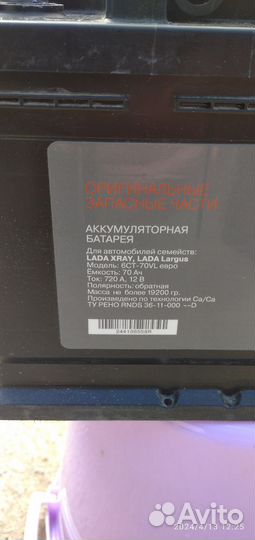 ОРИГИНАЛЬНЫЕ
ЗАПАСНЫЕ ЧАСТИ
АККУМУЛЯТОРНАЯ
БАТАРЕЯ
Для автомобилей семейств:
LADA XRAY, LADA Largus
Модель: 6СТ-70VL евро
Ёмкость: 70 Ач
Ток: 720 А, 12 В
Полярность: обратная
Масса не более 19200 гр.
Произведено по технологии Ca/Ca
ТУ РЕНО RNDS 36-11-000 --D
244106558R
2024/4/13 12:25
Avito